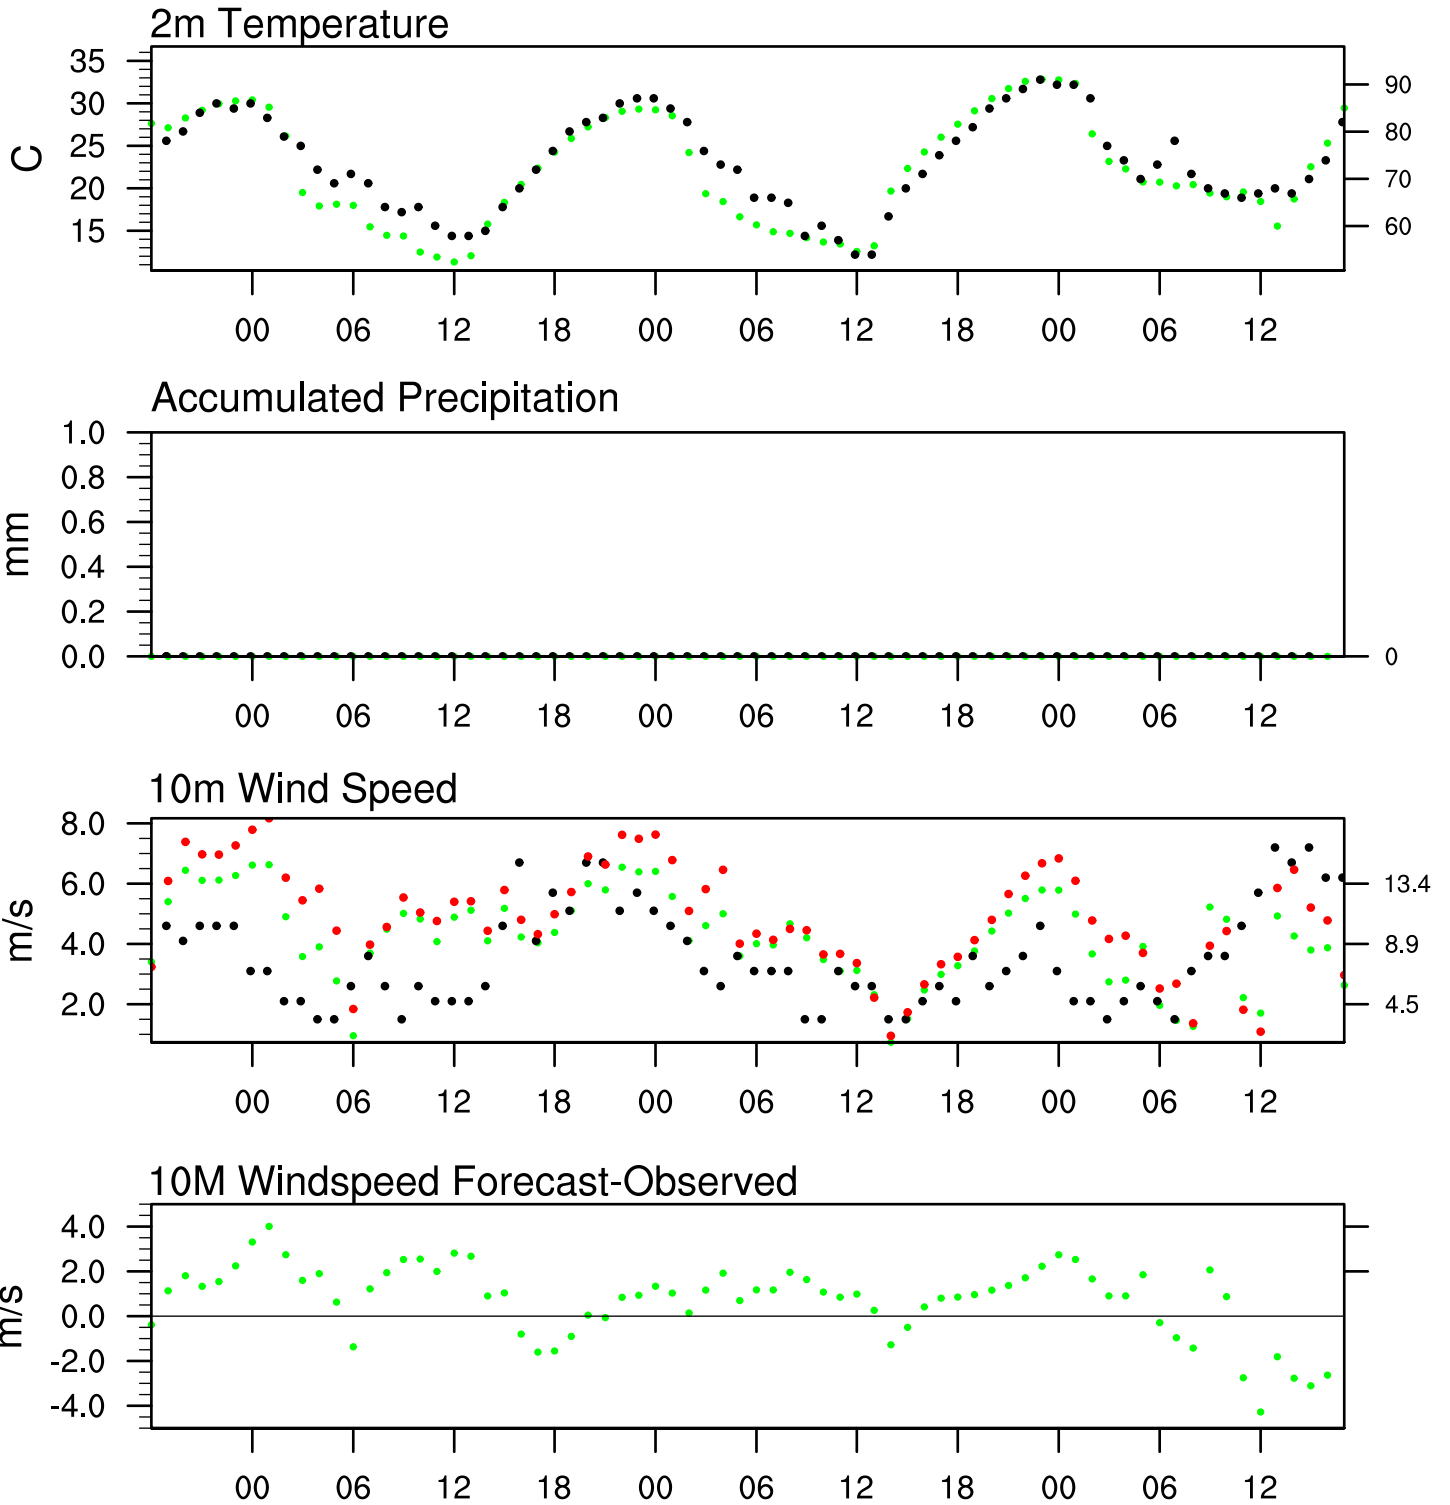 2m Temperature
35
30
25
20
15
C
90
80
70
60
00 06 12 18 00 06 12 18 00 06 12
Accumulated Precipitation
1.0
0.8
0.6
0.4
0.2
0.0
mm
0
00 06 12 18 00 06 12 18 00 06 12
10m Wind Speed
8.0
6.0
4.0
2.0
m/s
13.4
8.9
4.5
00 06 12 18 00 06 12 18 00 06 12
10M Windspeed Forecast-Observed
4.0
2.0
0.0
-2.0
-4.0
m/s
00 06 12 18 00 06 12 18 00 06 12